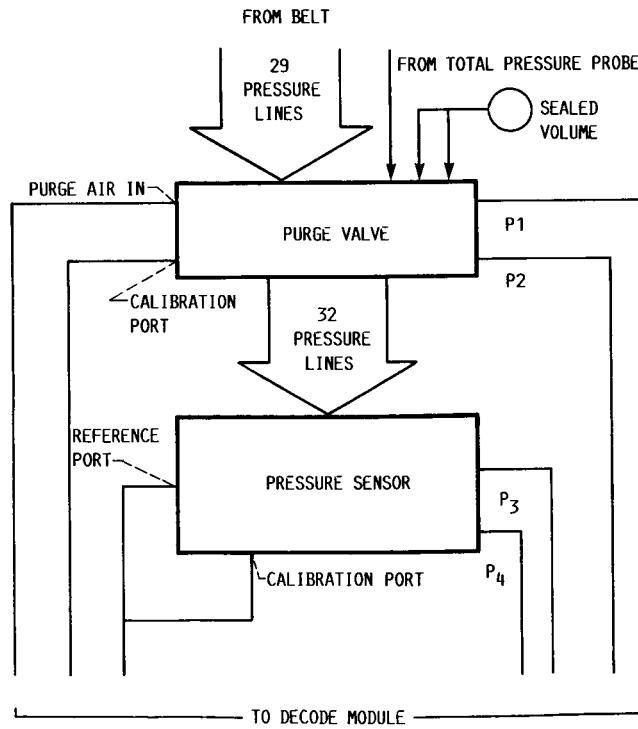 FROM BELT
29
PRESSURE
LINES
FROM TOTAL PRESSURE PROBE
SEALED
VOLUME
PURGE AIR IN
PURGE VALVE
P1
P2
CALIBRATION
PORT
32
PRESSURE
LINES
REFERENCE
PORT
PRESSURE SENSOR
P3
P4
CALIBRATION PORT
TO DECODE MODULE